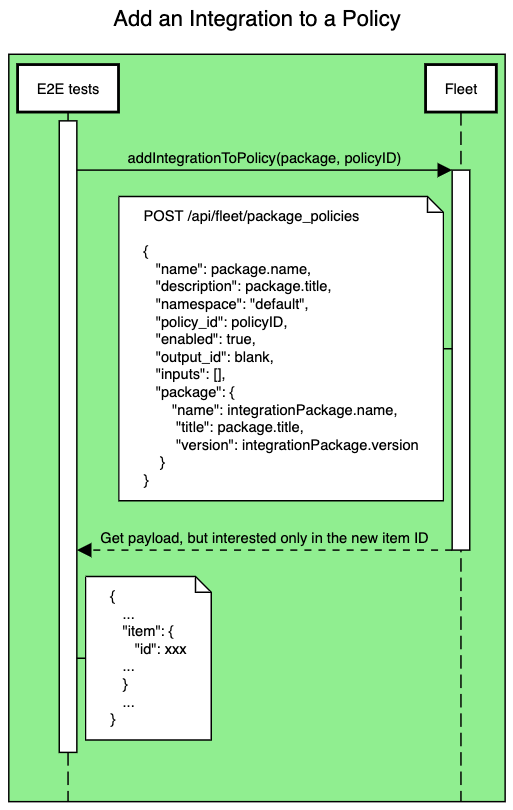 Add an Integration to a Policy
E2E tests
Fleet
addIntegrationToPolicy(package, policyID)
POST /api/fleet/package_policies
{
"name": package.name,
"description": package.title,
"namespace": "default",
"policy_id": policyID,
"enabled": true,
"output_id": blank,
"inputs": [],
"package": {
"name": integrationPackage.name,
"title": package.title,
"version": integrationPackage.version
}
}
Get payload, but interested only in the new item ID
{
...
"item": {
"id": xxx
...
}
...
}